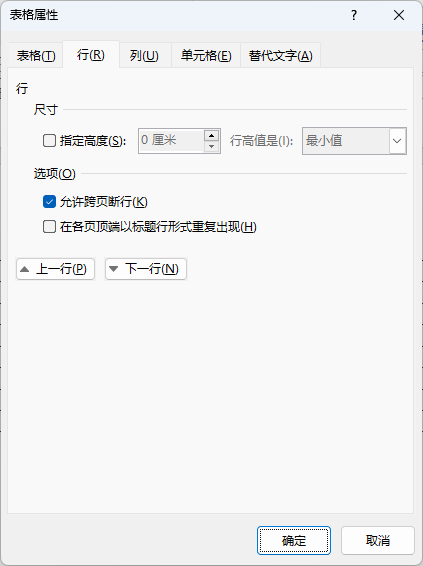 表格属性 ?
表格(T) 行(R) 列(U) 单元格(E) 替代文字(A)
行
尺寸
指定高度(S): 0 厘米 行高值是(I): 最小值
选项(O)
允许跨页断行(K)
在各页顶端以标题行形式重复出现(H)
上一行(P) 下一行(N)
确定 取消